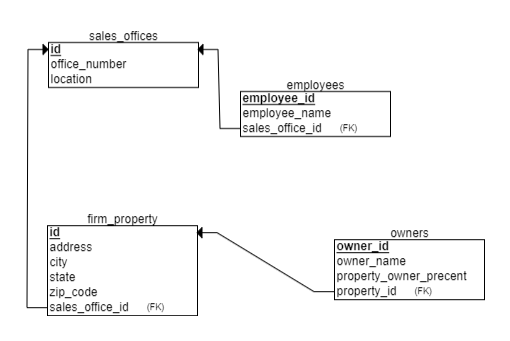 sales_offices
id
office_number
location
employees
employee_id
employee_name
sales_office_id (FK)
firm_property
id
address
city
state
zip_code
sales_office_id (FK)
owners
owner_id
owner_name
property_owner_precent
property_id (FK)